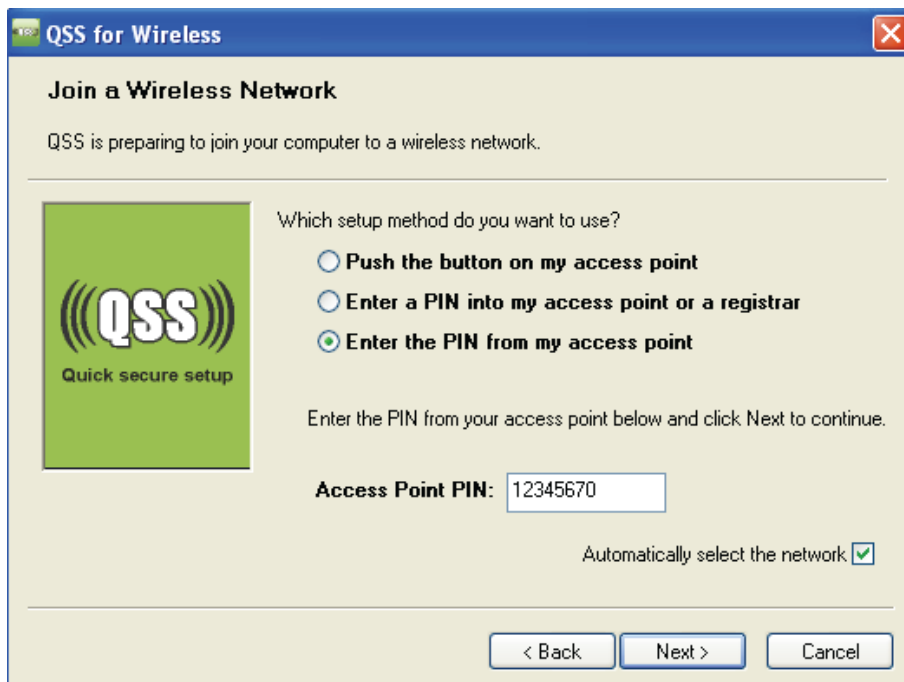 QSS for Wireless
Join a Wireless Network
QSS is preparing to join your computer to a wireless network.
Which setup method do you want to use?
Push the button on my access point
Enter a PIN into my access point or a registrar
Enter the PIN from my access point
(((QSS)))
Quick secure setup
Enter the PIN from your access point below and click Next to continue.
Access Point PIN: 12345670
Automatically select the network
< Back Next > Cancel